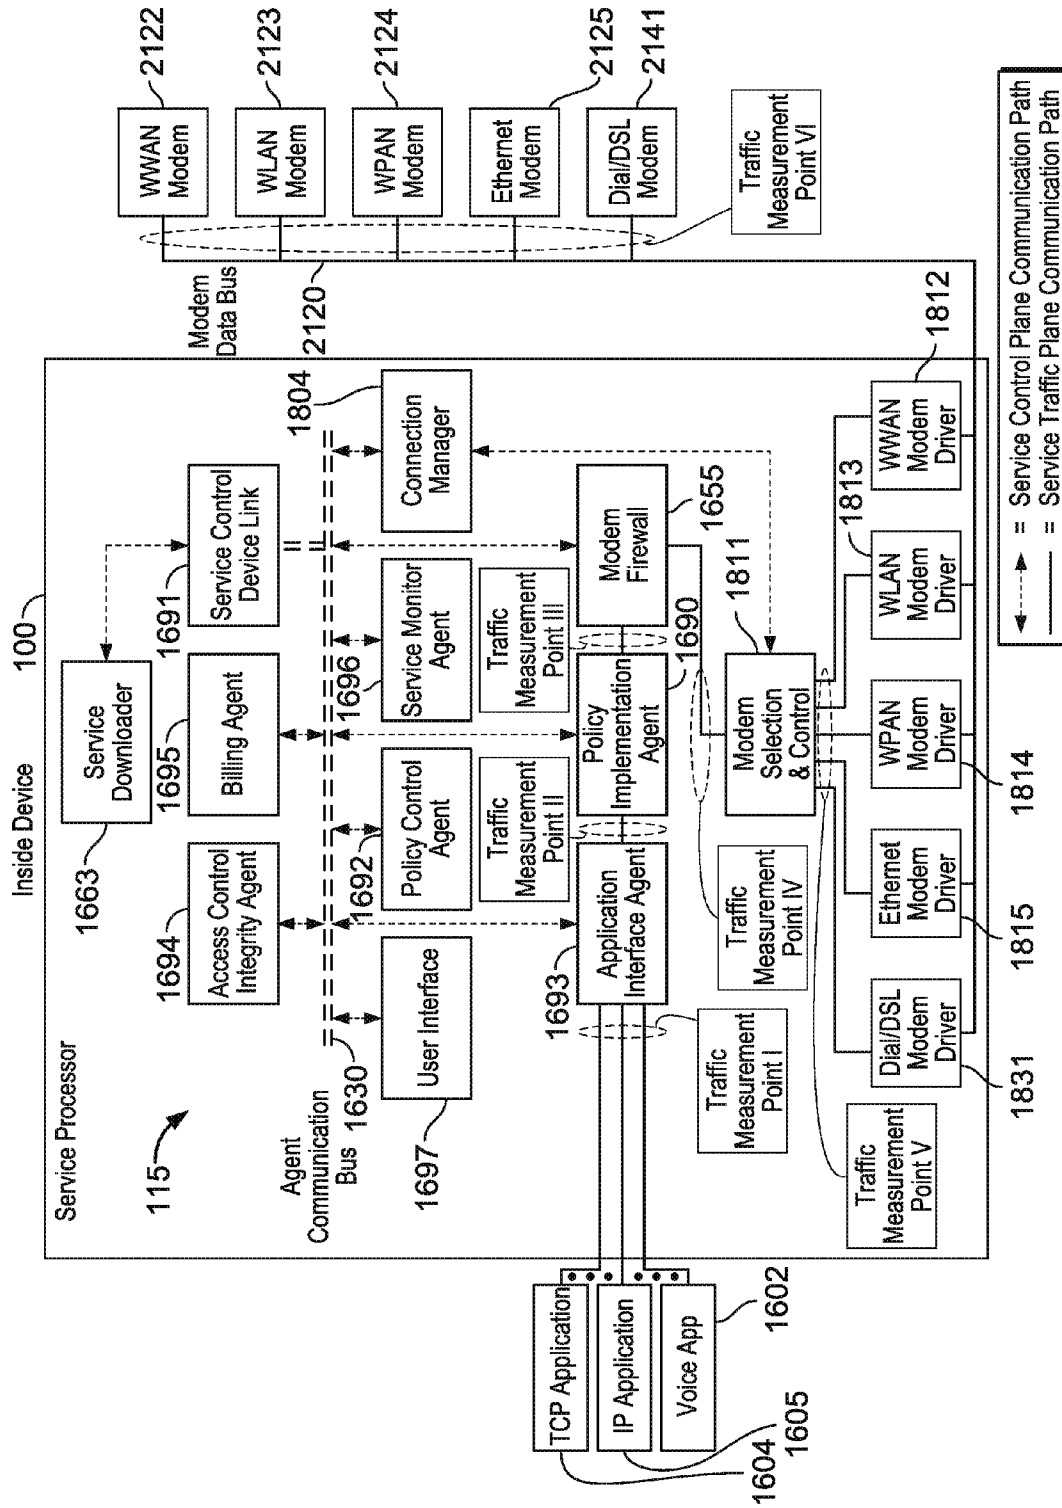 Inside Device
100
Service Processor
115
1663
Service
Downloader
1694
Access Control
Integrity Agent
1695
Billing Agent
1691
Service Control
Device Link
Agent
Communication
Bus
1630
1697
User Interface
1692
Policy Control
Agent
1696
Service Monitor
Agent
1804
Connection
Manager
Traffic
Measurement
Point II
Traffic
Measurement
Point III
1693
Application
Interface Agent
Policy
Implementation
Agent
1690
Modem
Firewall
1655
TCP Application
IP Application
Voice App
1604
1605
1602
Traffic
Measurement
Point I
Traffic
Measurement
Point IV
Modem
Selection
& Control
1811
Traffic
Measurement
Point V
Dial/DSL
Modem
Driver
1831
Ethernet
Modem
Driver
1815
WPAN
Modem
Driver
1814
WLAN
Modem
Driver
1813
WWAN
Modem
Driver
1812
Modem
Data Bus
2120
WWAN
Modem
2122
WLAN
Modem
2123
WPAN
Modem
2124
Ethernet
Modem
2125
Dial/DSL
Modem
2141
Traffic
Measurement
Point VI
= Service Control Plane Communication Path
= Service Traffic Plane Communication Path